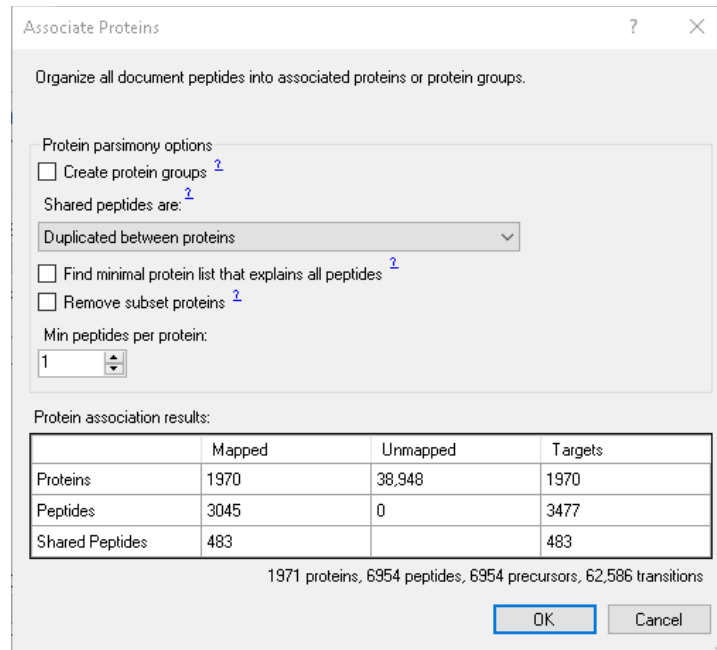 Associate Proteins ?
Organize all document peptides into associated proteins or protein groups.
Protein parsimony options
Create protein groups ?
Shared peptides are: ?
Duplicated between proteins
Find minimal protein list that explains all peptides ?
Remove subset proteins ?
Min peptides per protein:
1
Protein association results:
Mapped Unmapped Targets
Proteins 1970 38,948 1970
Peptides 3045 0 3477
Shared Peptides 483 483
1971 proteins, 6954 peptides, 6954 precursors, 62,586 transitions
OK Cancel